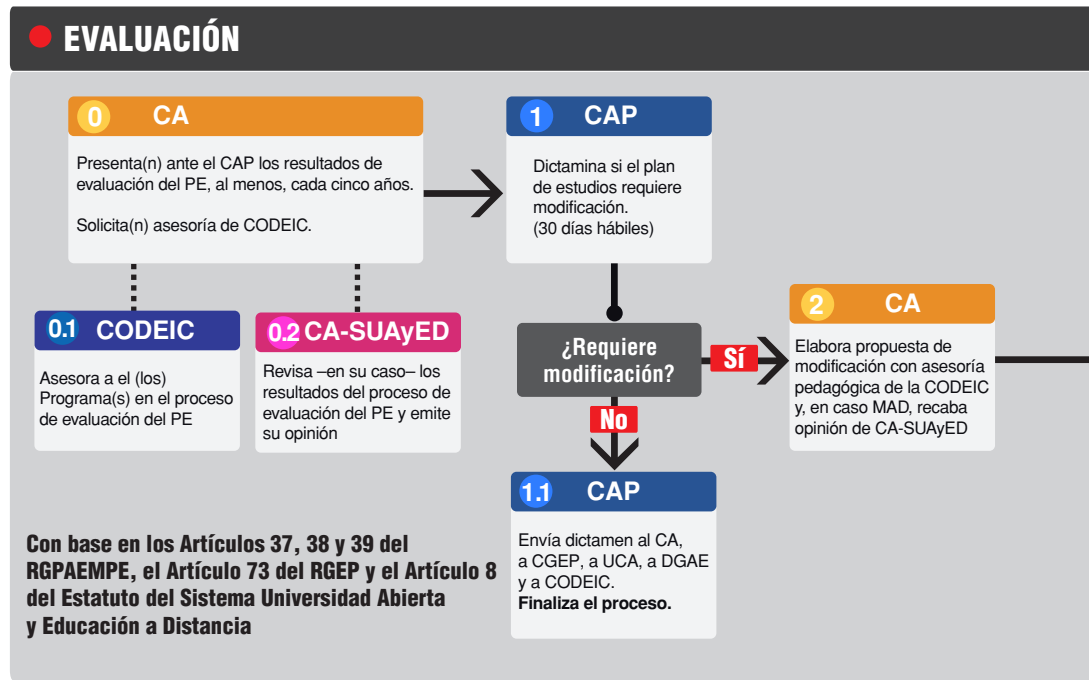 EVALUACIÓN
0 CA
Presenta(n) ante el CAP los resultados de
evaluación del PE, al menos, cada cinco años.
Solicita(n) asesoría de CODEIC.
1 CAP
Dictamina si el plan
de estudios requiere
modificación.
(30 días hábiles)
0.1 CODEIC
Asesora a el (los)
Programa(s) en el proceso
de evaluación del PE
0.2 CA-SUAyED
Revisa –en su caso– los
resultados del proceso de
evaluación del PE y emite
su opinión
¿Requiere
modificación?
Sí
No
2 CA
Elabora propuesta de
modificación con asesoría
pedagógica de la CODEIC
y, en caso MAD, recaba
opinión de CA-SUAyED
1.1 CAP
Envía dictamen al CA,
a CGEP, a UCA, a DGAE
y a CODEIC.
Finaliza el proceso.
Con base en los Artículos 37, 38 y 39 del
RGPAEMPE, el Artículo 73 del RGEP y el Artículo 8
del Estatuto del Sistema Universidad Abierta
y Educación a Distancia